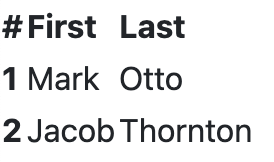 # First Last
1 Mark Otto
2 Jacob Thornton